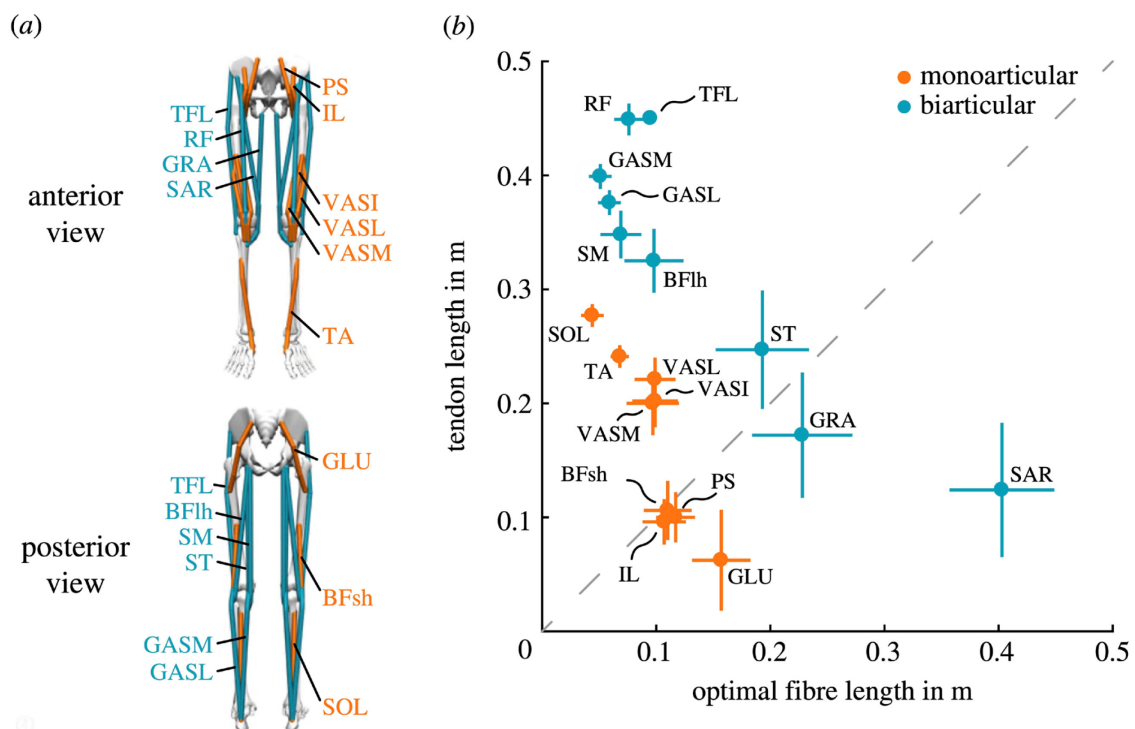 (a)
PS
IL
TFL
RF
GRA
SAR
anterior
view
VASI
VASL
VASM
TA
GLU
TFL
BFlh
SM
ST
posterior
view
BFsh
GASM
GASL
SOL
(b)
monoarticular
biarticular
tendon length in m
0.5
0.4
0.3
0.2
0.1
0
0.1
0.2
0.3
0.4
0.5
optimal fibre length in m
RF
TFL
GASM
GASL
SM
BFlh
SOL
ST
TA
VASL
VASI
VASM
GRA
BFsh
PS
SAR
IL
GLU